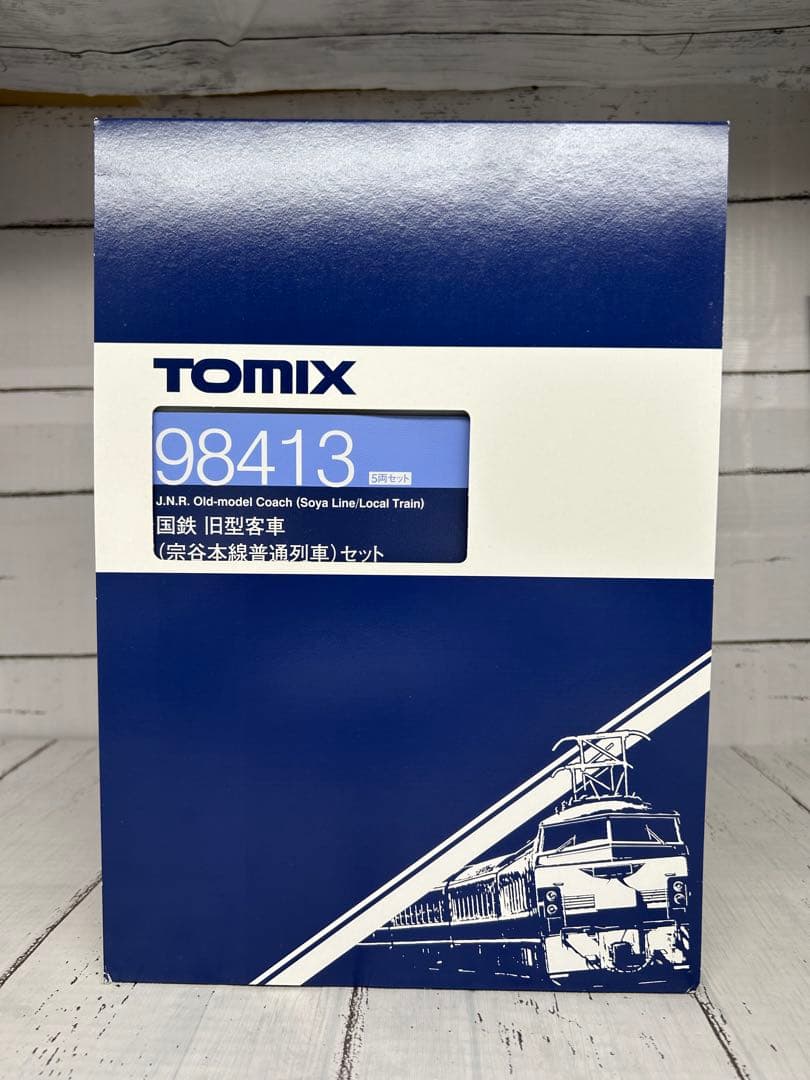 TOMIX
98413 5両セット
J.N.R. Old-model Coach (Soya Line/Local Train)
国鉄 旧型客車
(宗谷本線普通列車)セット